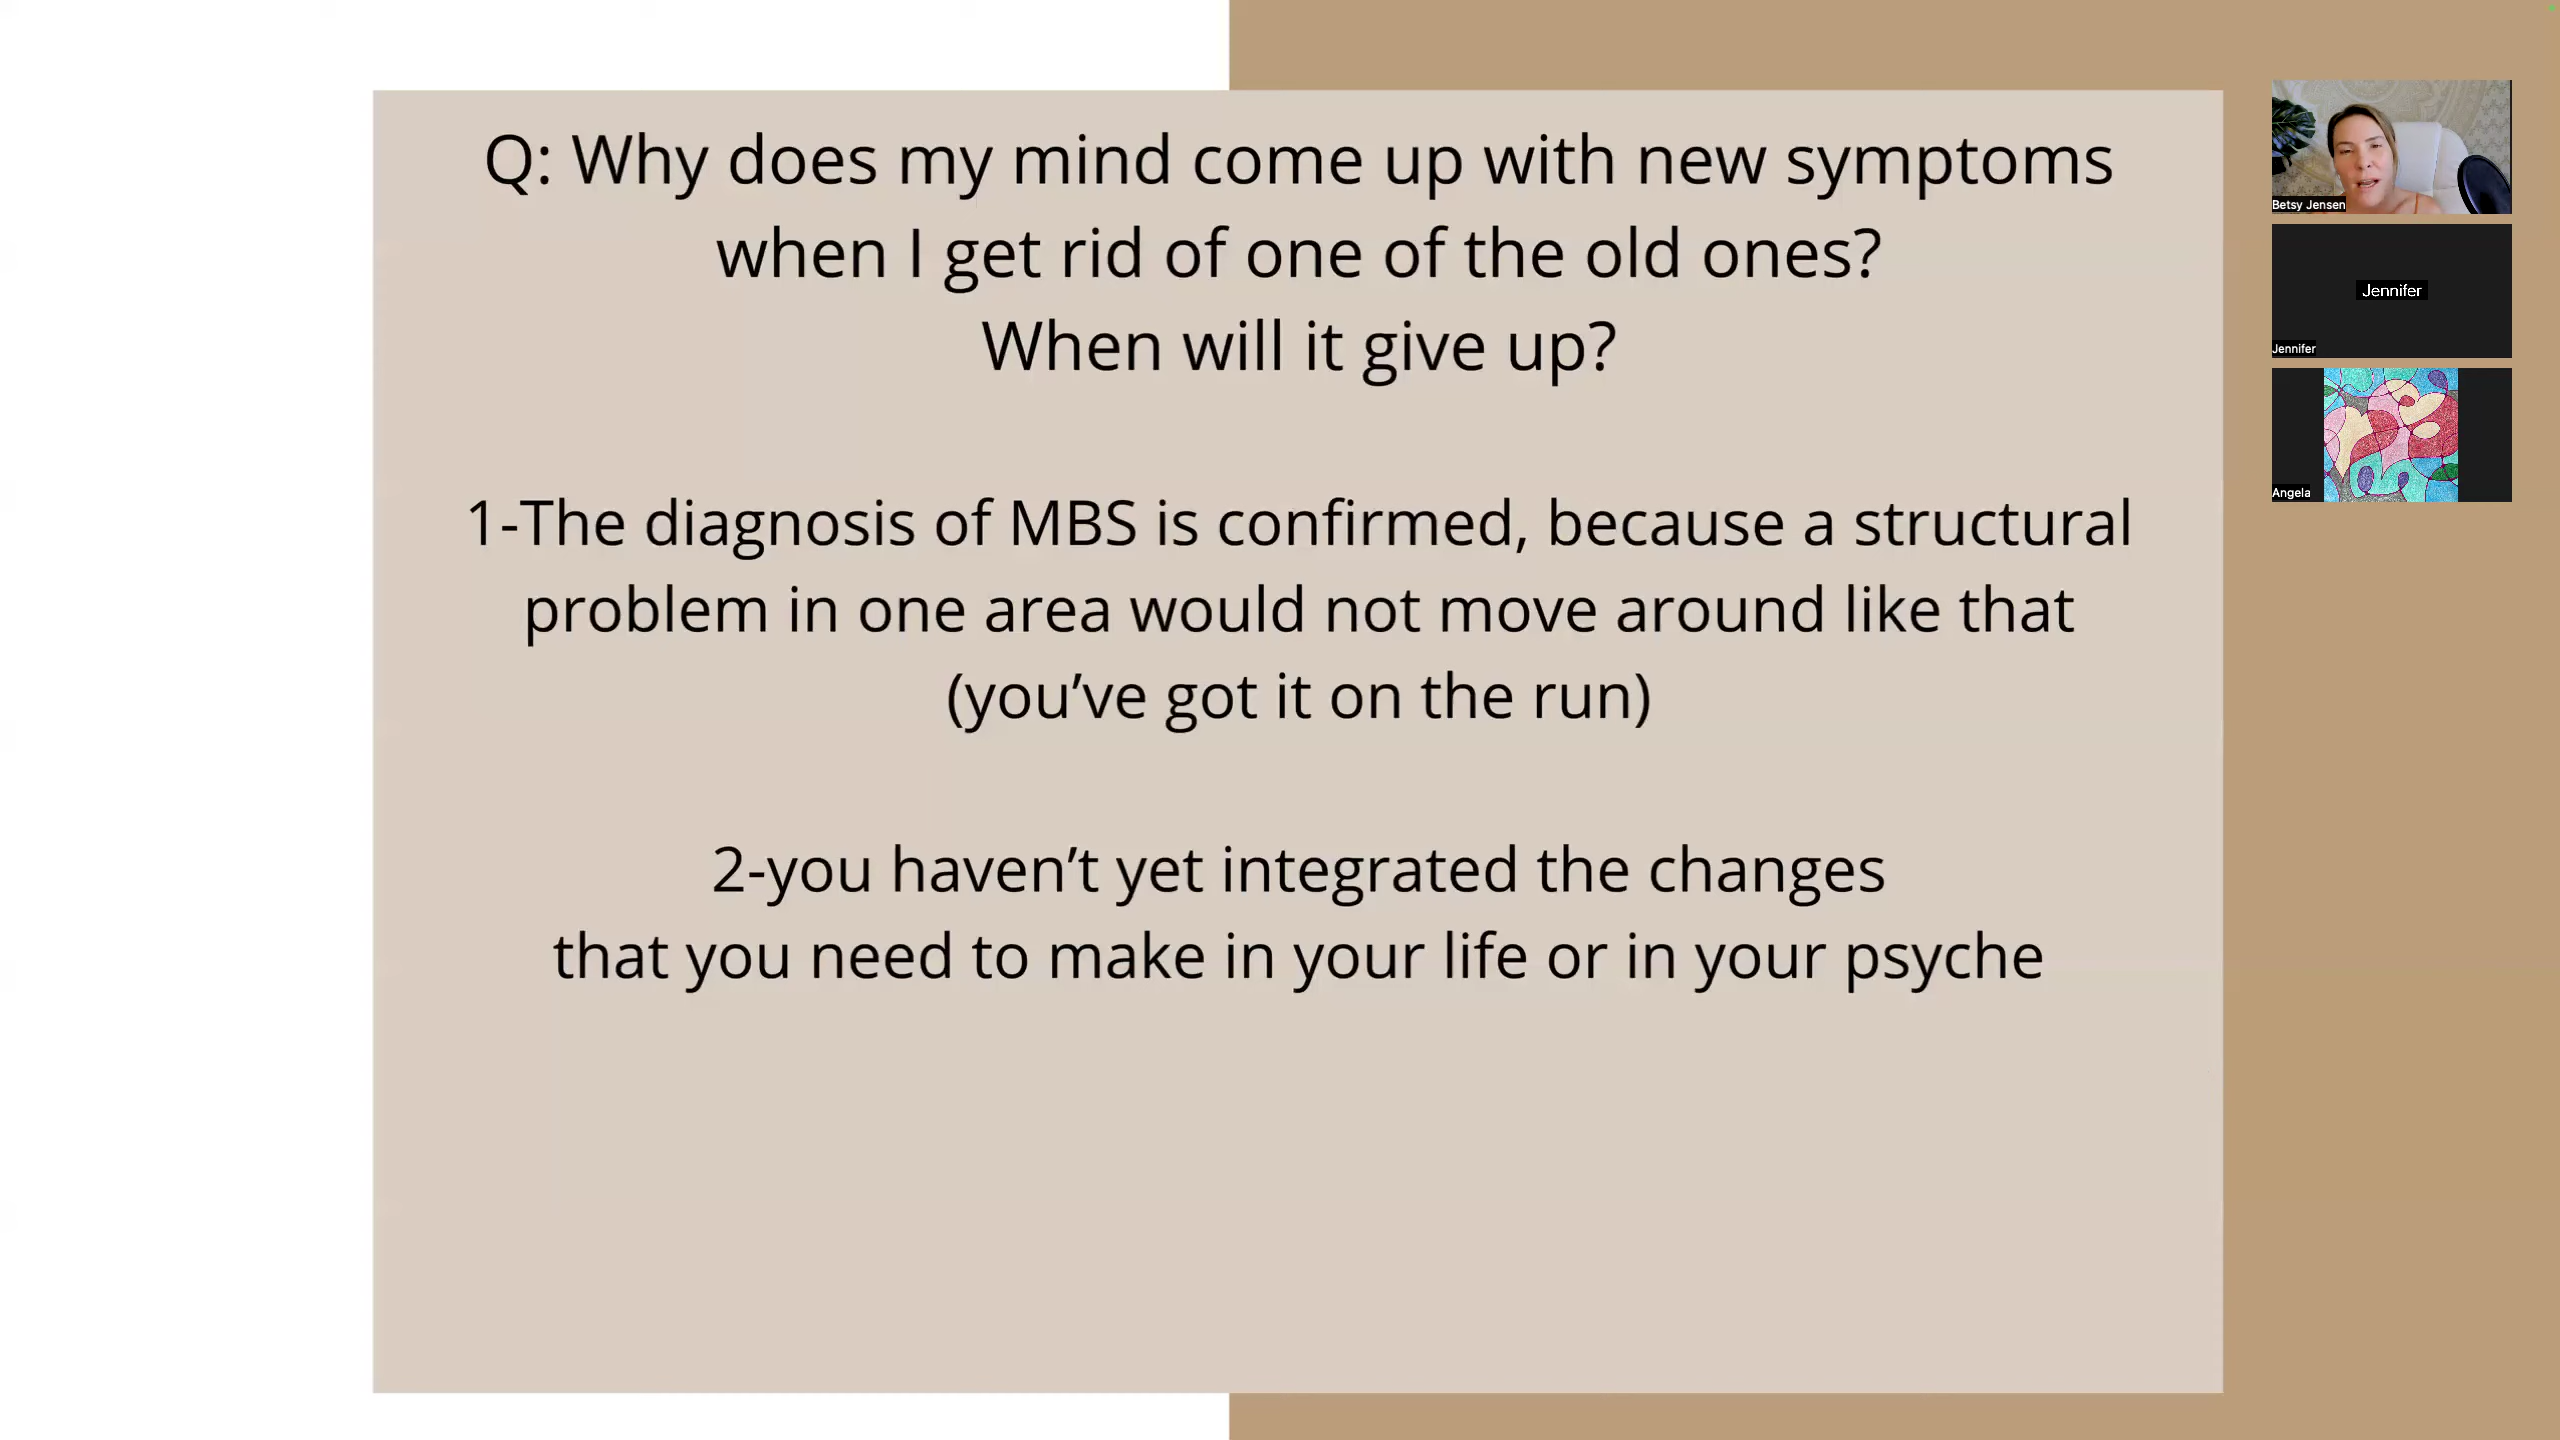 Q: Why does my mind come up with new symptoms
when I get rid of one of the old ones?
When will it give up?
1-The diagnosis of MBS is confirmed, because a structural
problem in one area would not move around like that
(you’ve got it on the run)
2-you haven’t yet integrated the changes
that you need to make in your life or in your psyche
Betsy Jensen
Jennifer
Jennifer
Angela